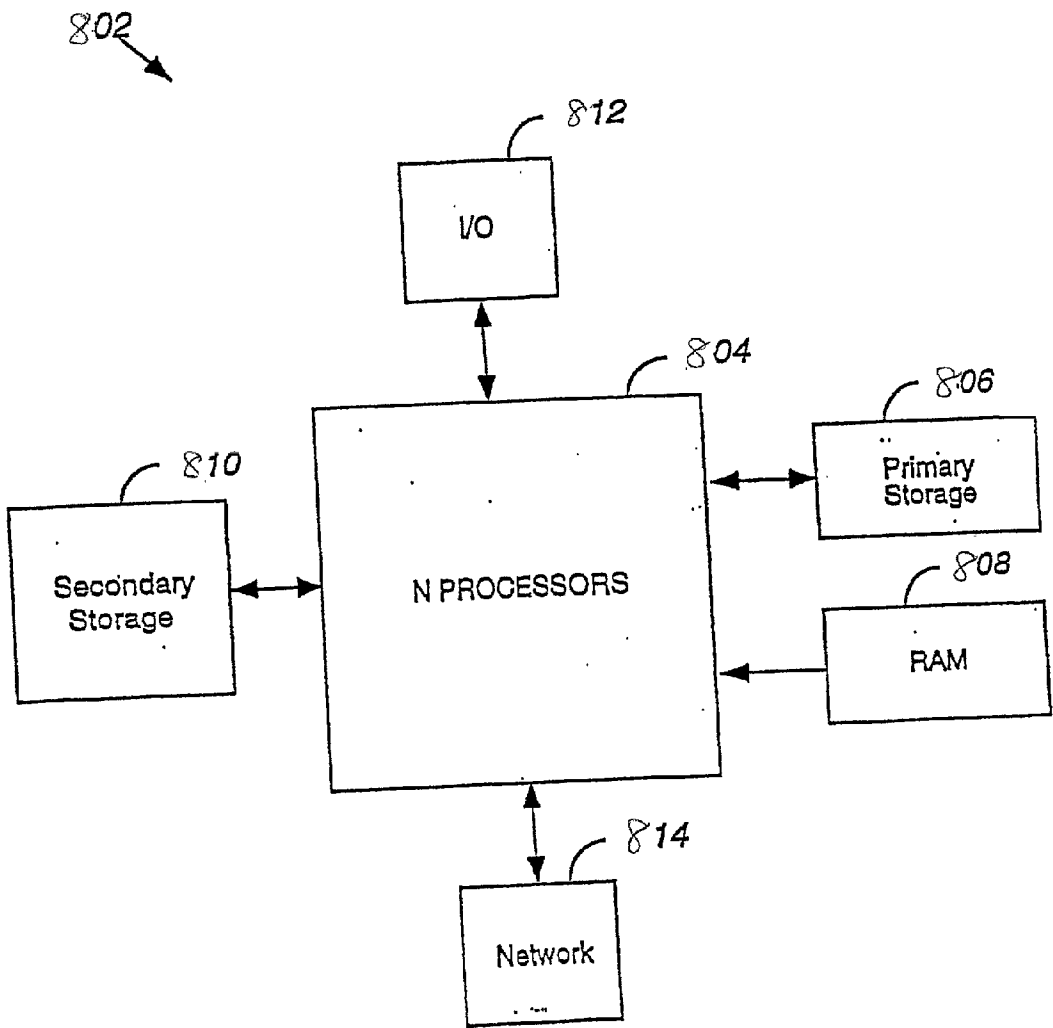 802
812
I/O
804
806
Primary
Storage
810
808
Secondary
Storage
N PROCESSORS
RAM
814
Network